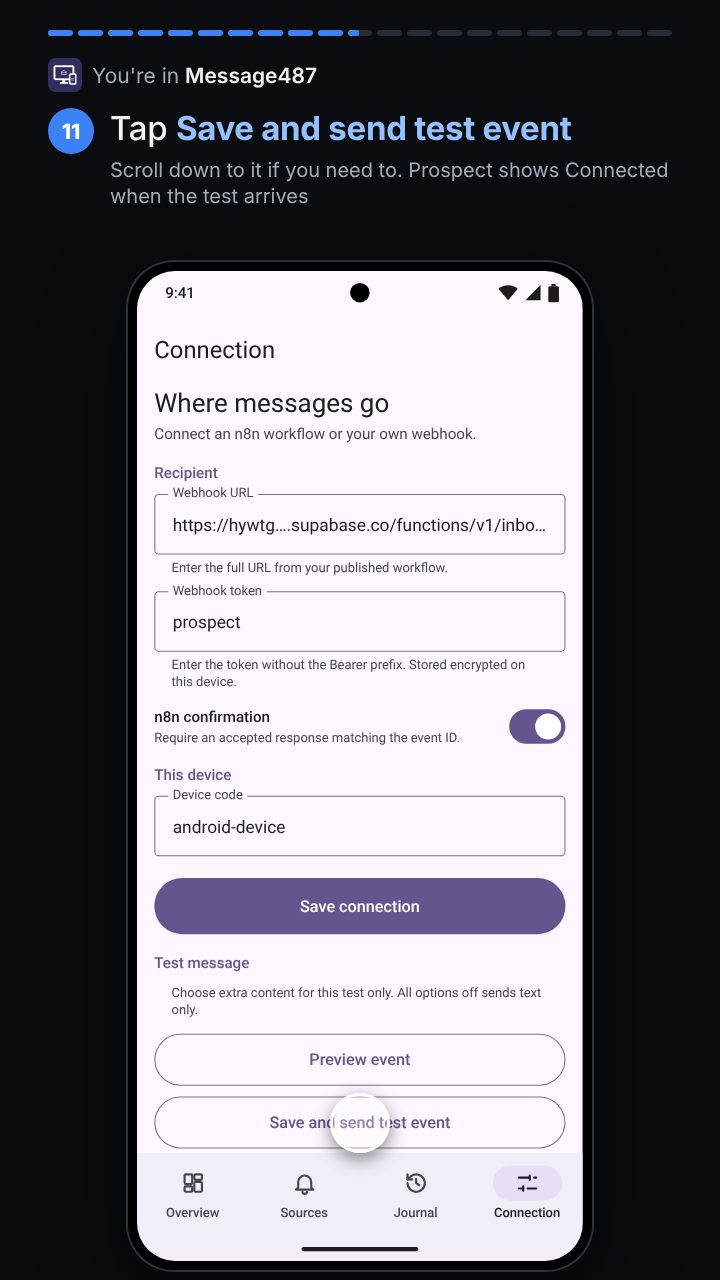 You're in Message487
11
Tap Save and send test event
Scroll down to it if you need to. Prospect shows Connected
when the test arrives
9:41
Connection
Where messages go
Connect an n8n workflow or your own webhook.
Recipient
Webhook URL
https://hywtg....supabase.co/functions/v1/inbo...
Enter the full URL from your published workflow.
Webhook token
prospect
Enter the token without the Bearer prefix. Stored encrypted on
this device.
n8n confirmation
Require an accepted response matching the event ID.
This device
Device code
android-device
Save connection
Test message
Choose extra content for this test only. All options off sends text
only.
Preview event
Save and send test event
Overview
Sources
Journal
Connection